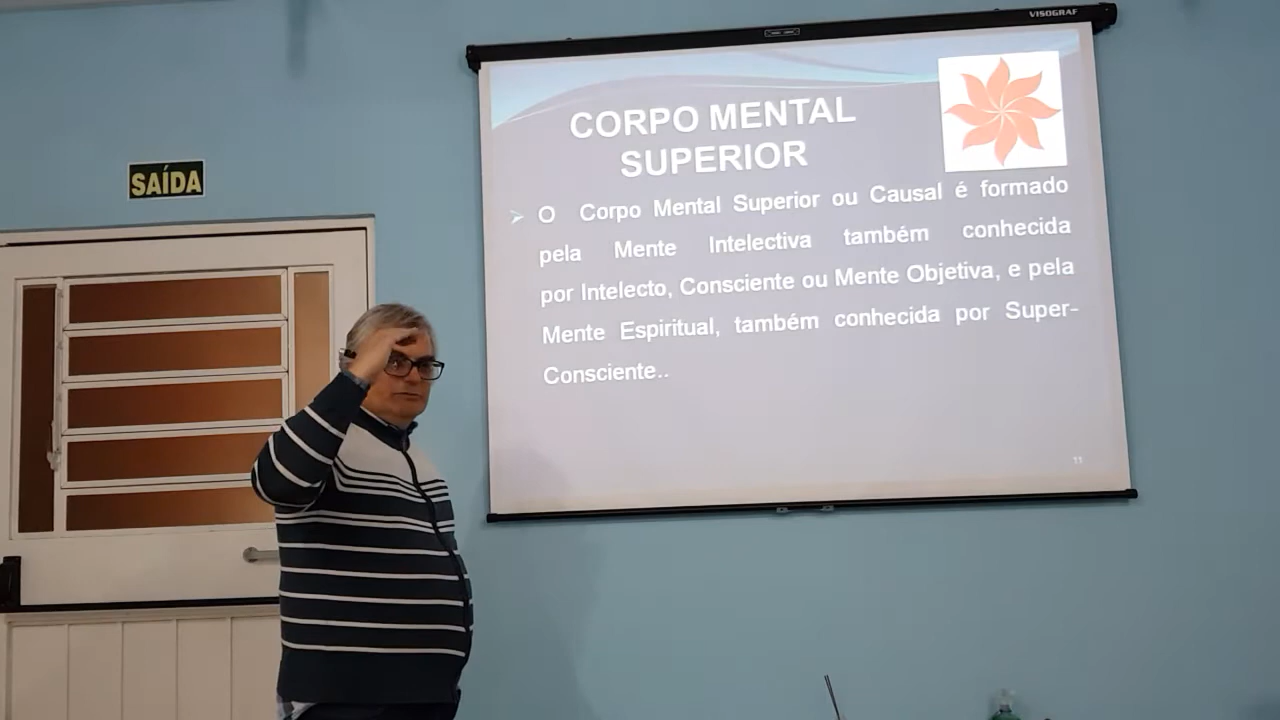 VISOGRAF
CORPO MENTAL
SUPERIOR
SAÍDA
➢ O Corpo Mental Superior ou Causal é formado
pela Mente Intelectiva também conhecida
por Intelecto, Consciente ou Mente Objetiva, e pela
Mente Espiritual, também conhecida por Super-
Consciente..
11